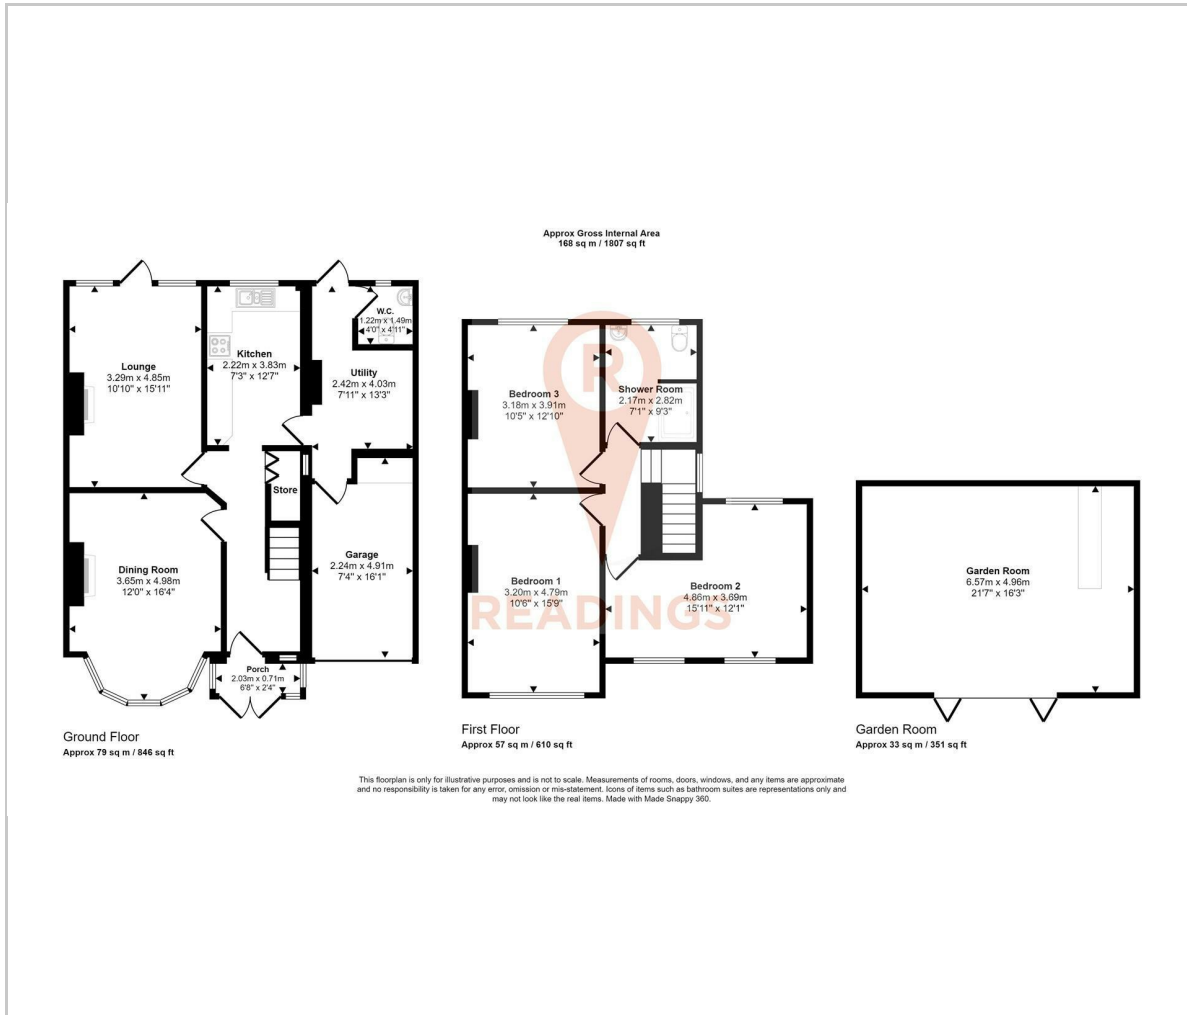 Approx Gross Internal Area
168 sq m / 1807 sq ft
Lounge
3.29m x 4.85m
10'10" x 15'11"
Kitchen
2.22m x 3.83m
7'3" x 12'7"
W.C.
1.22m x 1.49m
4'0" x 4'11"
Utility
2.42m x 4.03m
7'11" x 13'3"
Store
Dining Room
3.65m x 4.98m
12'0" x 16'4"
Garage
2.24m x 4.91m
7'4" x 16'1"
Porch
2.03m x 0.71m
6'8" x 2'4"
Ground Floor
Approx 79 sq m / 846 sq ft
R
READINGS
Bedroom 3
3.18m x 3.91m
10'5" x 12'10"
Shower Room
2.17m x 2.82m
7'1" x 9'3"
Bedroom 1
3.20m x 4.79m
10'6" x 15'9"
Bedroom 2
4.86m x 3.69m
15'11" x 12'1"
First Floor
Approx 57 sq m / 610 sq ft
Garden Room
6.57m x 4.96m
21'7" x 16'3"
Garden Room
Approx 33 sq m / 351 sq ft
This floorplan is only for illustrative purposes and is not to scale. Measurements of rooms, doors, windows, and any items are approximate
and no responsibility is taken for any error, omission or mis-statement. Icons of items such as bathroom suites are representations only and
may not look like the real items. Made with Made Snappy 360.